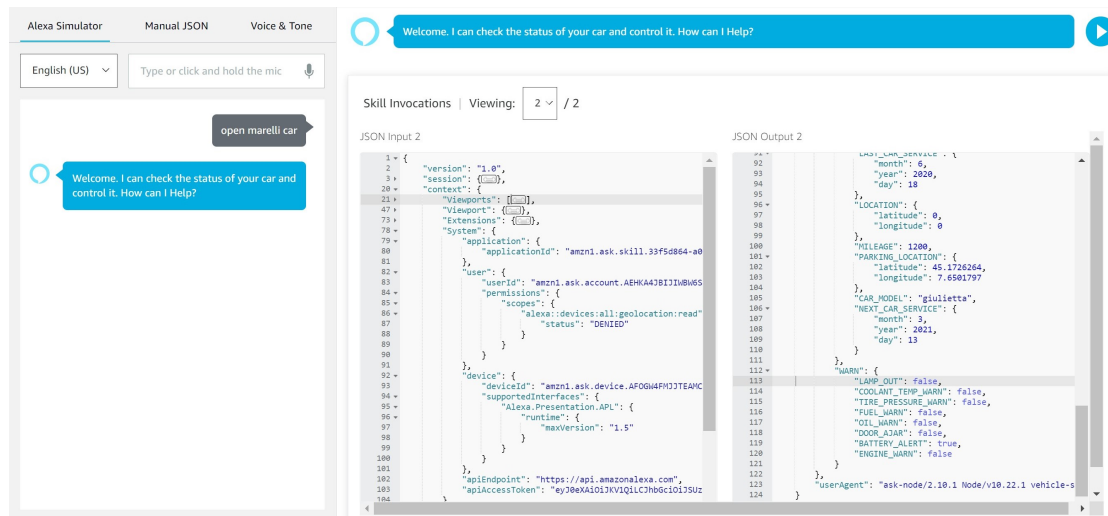 Alexa Simulator
Manual JSON
Voice & Tone
English (US)
Type or click and hold the mic
open marelli car
Welcome. I can check the status of your car and
control it. How can I Help?
Welcome. I can check the status of your car and control it. How can I Help?
Skill Invocations | Viewing: 2 / 2
JSON Input 2
1 {
2 "version": "1.0",
3 "session": {},
20 "context": {
21 "Viewports": [],
47 "Viewport": {},
73 "Extensions": {},
78 "System": {
79 "application": {
80 "applicationId": "amzn1.ask.skill.33f5d864-a0
81 },
82 "user": {
83 "userId": "amzn1.ask.account.AEHKA4JBIJIWBW6S
84 "permissions": {
85 "scopes": {
86 "alexa::devices:all:geolocation:read"
87 "status": "DENIED"
88 }
89 }
90 }
91 },
92 "device": {
93 "deviceId": "amzn1.ask.device.AFOGW4FMJJTEAMC
94 "supportedInterfaces": {
95 "Alexa.Presentation.APL": {
96 "runtime": {
97 "maxVersion": "1.5"
98 }
99 }
100 }
101 },
102 "apiEndpoint": "https://api.amazonalexa.com",
103 "apiAccessToken": "eyJ0eXAiOiJKV1QiLCJhbGciOiJSUz
104 }
JSON Output 2
91 "LAST_CAR_SERVICE": {
92 "month": 6,
93 "year": 2020,
94 "day": 18
95 },
96 "LOCATION": {
97 "latitude": 0,
98 "longitude": 0
99 },
100 "MILEAGE": 1200,
101 "PARKING_LOCATION": {
102 "latitude": 45.1726264,
103 "longitude": 7.6501797
104 },
105 "CAR_MODEL": "giulietta",
106 "NEXT_CAR_SERVICE": {
107 "month": 3,
108 "year": 2021,
109 "day": 13
110 }
111 },
112 "WARN": {
113 "LAMP_OUT": false,
114 "COOLANT_TEMP_WARN": false,
115 "TIRE_PRESSURE_WARN": false,
116 "FUEL_WARN": false,
117 "OIL_WARN": false,
118 "DOOR_AJAR": false,
119 "BATTERY_ALERT": true,
120 "ENGINE_WARN": false
121 }
122 },
123 "userAgent": "ask-node/2.10.1 Node/v10.22.1 vehicle-s
124 }